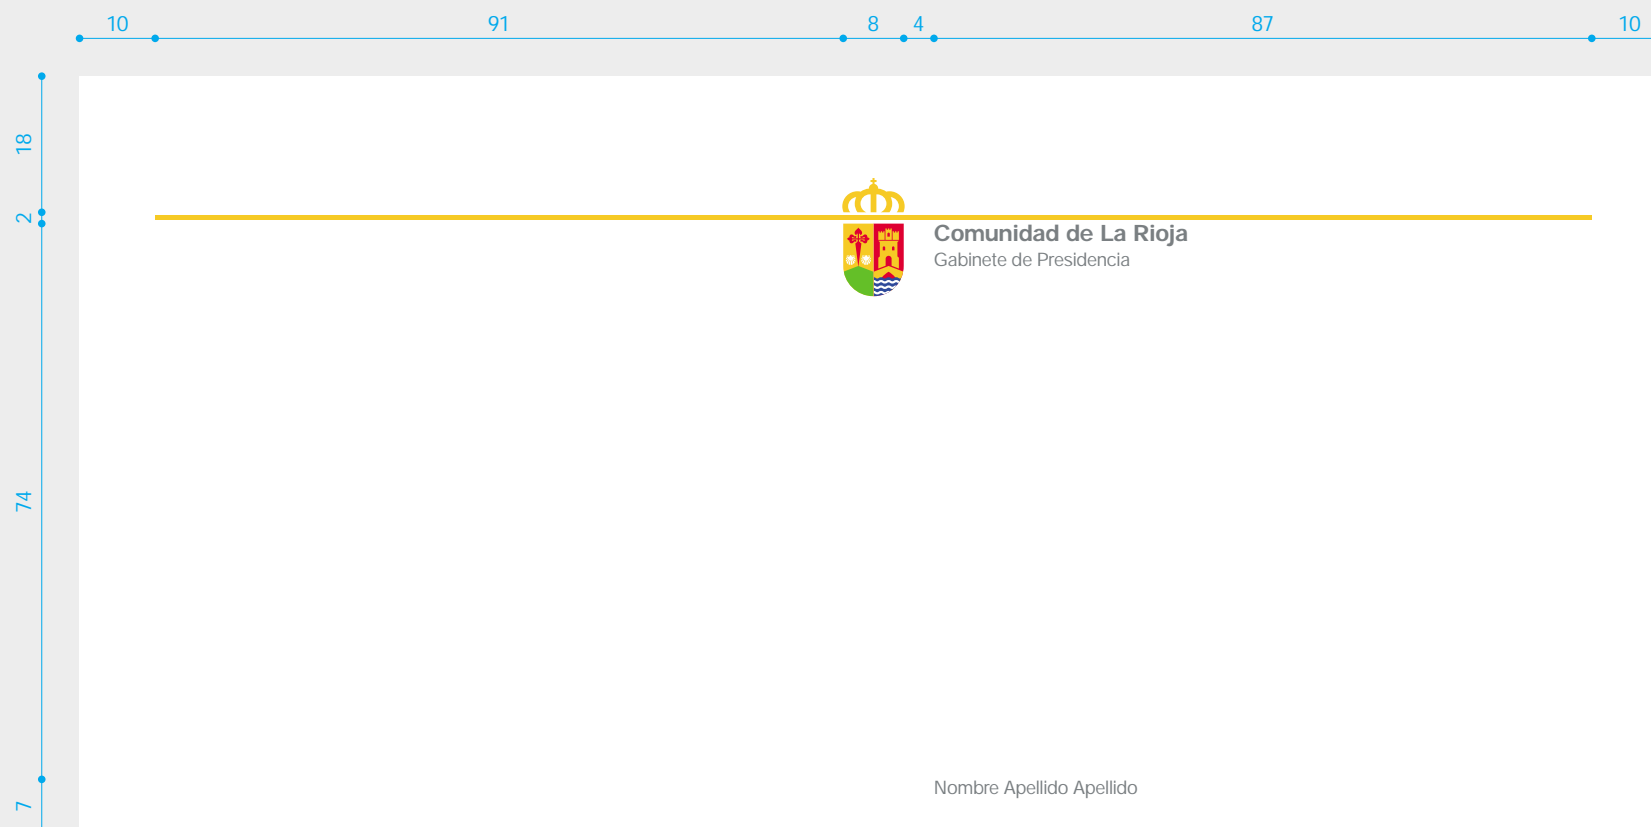 10 91 8 4 87 10
18
2
Comunidad de La Rioja
Gabinete de Presidencia
74
Nombre Apellido Apellido
7